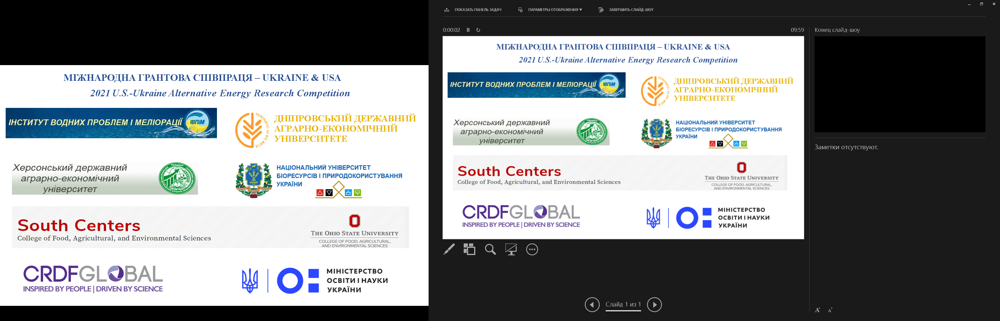 МІЖНАРОДНА ГРАНТОВА СПІВПРАЦЯ – UKRAINE & USA
2021 U.S.-Ukraine Alternative Energy Research Competition
ІНСТИТУТ ВОДНИХ ПРОБЛЕМ І МЕЛІОРАЦІЇ
ІВПіМ
ДНІПРОВСЬКИЙ ДЕРЖАВНИЙ
АГРАРНО-ЕКОНОМІЧНИЙ
УНІВЕРСИТЕТЕ
Херсонський державний
аграрно-економічний
університет
УКРАЇНА
1874
НУБІП
НАЦІОНАЛЬНИЙ УНІВЕРСИТЕТ
БІОРЕСУРСІВ І ПРИРОДОКОРИСТУВАННЯ
УКРАЇНИ
South Centers
College of Food, Agricultural, and Environmental Sciences
THE OHIO STATE UNIVERSITY
COLLEGE OF FOOD, AGRICULTURAL,
AND ENVIRONMENTAL SCIENCES
CRDFGLOBAL
INSPIRED BY PEOPLE | DRIVEN BY SCIENCE
МІНІСТЕРСТВО
ОСВІТИ І НАУКИ
УКРАЇНИ
ПОКАЗАТЬ ПАНЕЛЬ ЗАДАЧ
ПАРАМЕТРЫ ОТОБРАЖЕНИЯ
ЗАВЕРШИТЬ СЛАЙД-ШОУ
0:00:02
09:59
МІЖНАРОДНА ГРАНТОВА СПІВПРАЦЯ – UKRAINE & USA
2021 U.S.-Ukraine Alternative Energy Research Competition
ІНСТИТУТ ВОДНИХ ПРОБЛЕМ І МЕЛІОРАЦІЇ
ІВПіМ
ДНІПРОВСЬКИЙ ДЕРЖАВНИЙ
АГРАРНО-ЕКОНОМІЧНИЙ
УНІВЕРСИТЕТЕ
Херсонський державний
аграрно-економічний
університет
НУБІП
НАЦІОНАЛЬНИЙ УНІВЕРСИТЕТ
БІОРЕСУРСІВ І ПРИРОДОКОРИСТУВАННЯ
УКРАЇНИ
South Centers
College of Food, Agricultural, and Environmental Sciences
THE OHIO STATE UNIVERSITY
COLLEGE OF FOOD, AGRICULTURAL,
AND ENVIRONMENTAL SCIENCES
CRDFGLOBAL
INSPIRED BY PEOPLE | DRIVEN BY SCIENCE
МІНІСТЕРСТВО
ОСВІТИ І НАУКИ
УКРАЇНИ
Слайд 1 из 1
Конец слайд-шоу
Заметки отсутствуют.
A A